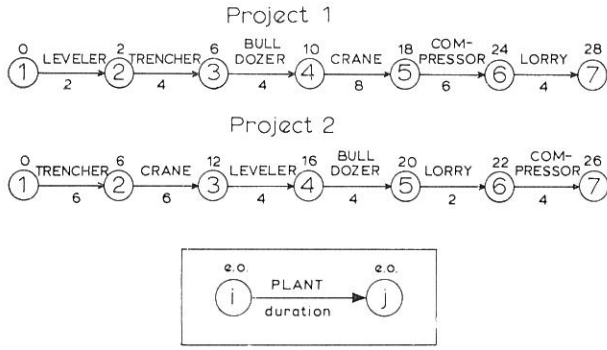 Project 1
0 2 6 BULL 10 18 COM- 24 28
LEVELER TRENCHER DOZER CRANE PRESSOR LORRY
1 2 3 4 5 6 7
2 4 4 8 6 4
Project 2
0 6 12 16 BULL 20 22 COM- 26
TRENCHER CRANE LEVELER DOZER LORRY PRESSOR
1 2 3 4 5 6 7
6 6 4 4 2 4
e.o. e.o.
PLANT
i j
duration